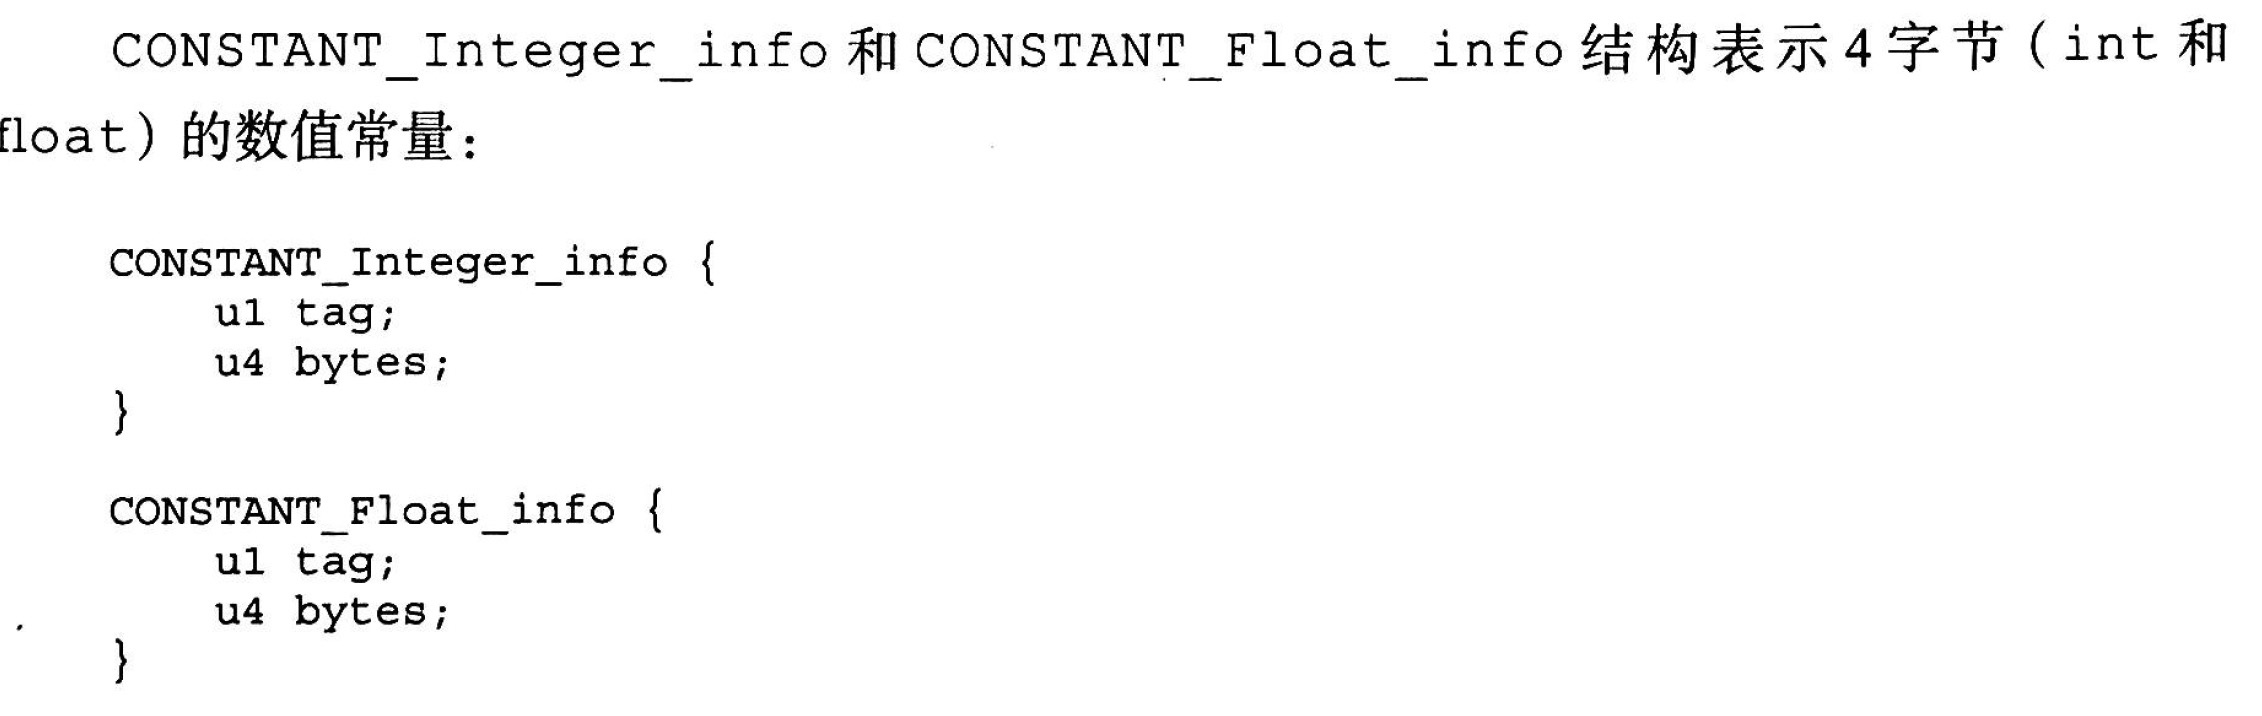 CONSTANT_Integer_info 和 CONSTANT_Float_info 结构表示 4 字节（int 和
float）的数值常量：
CONSTANT_Integer_info {
    u1 tag;
    u4 bytes;
}
CONSTANT_Float_info {
    u1 tag;
    u4 bytes;
}